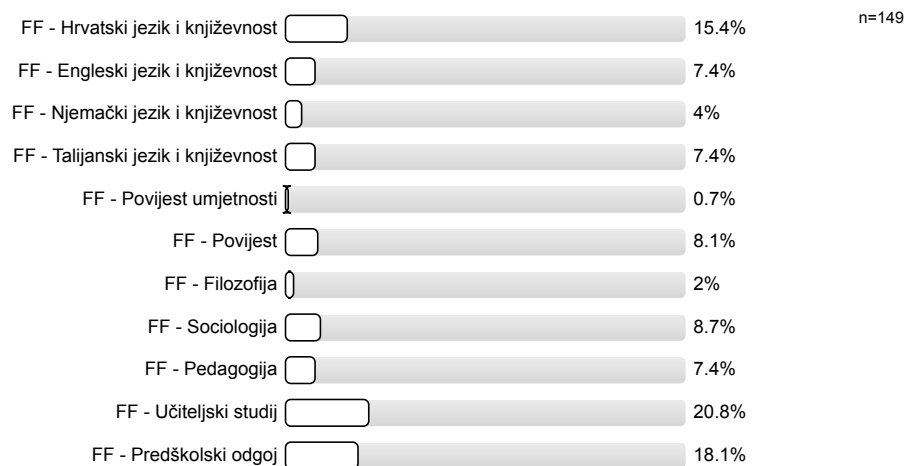 FF - Hrvatski jezik i književnost 15.4% n=149
FF - Engleski jezik i književnost 7.4%
FF - Njemački jezik i književnost 4%
FF - Talijanski jezik i književnost 7.4%
FF - Povijest umjetnosti 0.7%
FF - Povijest 8.1%
FF - Filozofija 2%
FF - Sociologija 8.7%
FF - Pedagogija 7.4%
FF - Učiteljski studij 20.8%
FF - Predškolski odgoj 18.1%